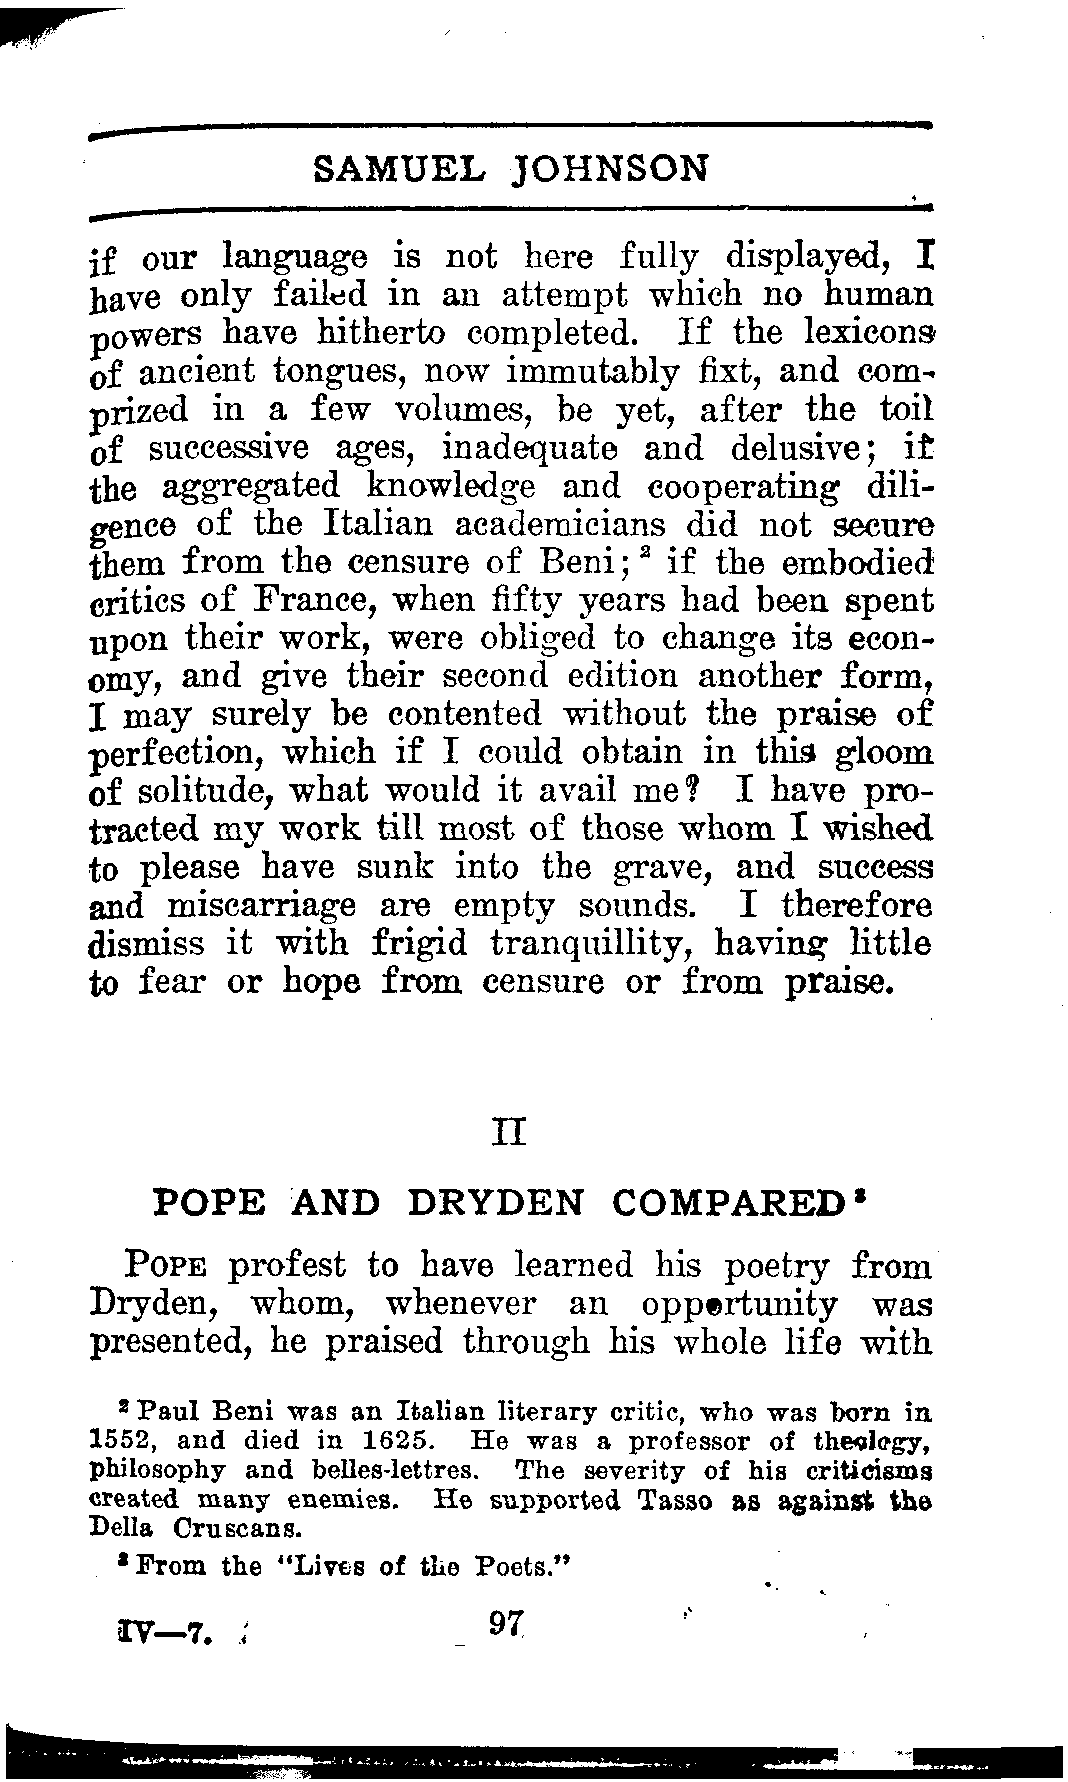 SAMUEL JOHNSON
if our language is not here fully displayed, I
have only failed in an attempt which no human
powers have hitherto completed. If the lexicons
of ancient tongues, now immutably fixt, and com-
prized in a few volumes, be yet, after the toil
of successive ages, inadequate and delusive; if
the aggregated knowledge and cooperating dili-
gence of the Italian academicians did not secure
them from the censure of Beni;² if the embodied
critics of France, when fifty years had been spent
upon their work, were obliged to change its econ-
omy, and give their second edition another form,
I may surely be contented without the praise of
perfection, which if I could obtain in this gloom
of solitude, what would it avail me? I have pro-
tracted my work till most of those whom I wished
to please have sunk into the grave, and success
and miscarriage are empty sounds. I therefore
dismiss it with frigid tranquillity, having little
to fear or hope from censure or from praise.
II
POPE AND DRYDEN COMPARED³
POPE profest to have learned his poetry from
Dryden, whom, whenever an opportunity was
presented, he praised through his whole life with
² Paul Beni was an Italian literary critic, who was born in
1552, and died in 1625. He was a professor of theology,
philosophy and belles-lettres. The severity of his criticisms
created many enemies. He supported Tasso as against the
Della Cruscans.
³ From the "Lives of the Poets."
IV—7.
97